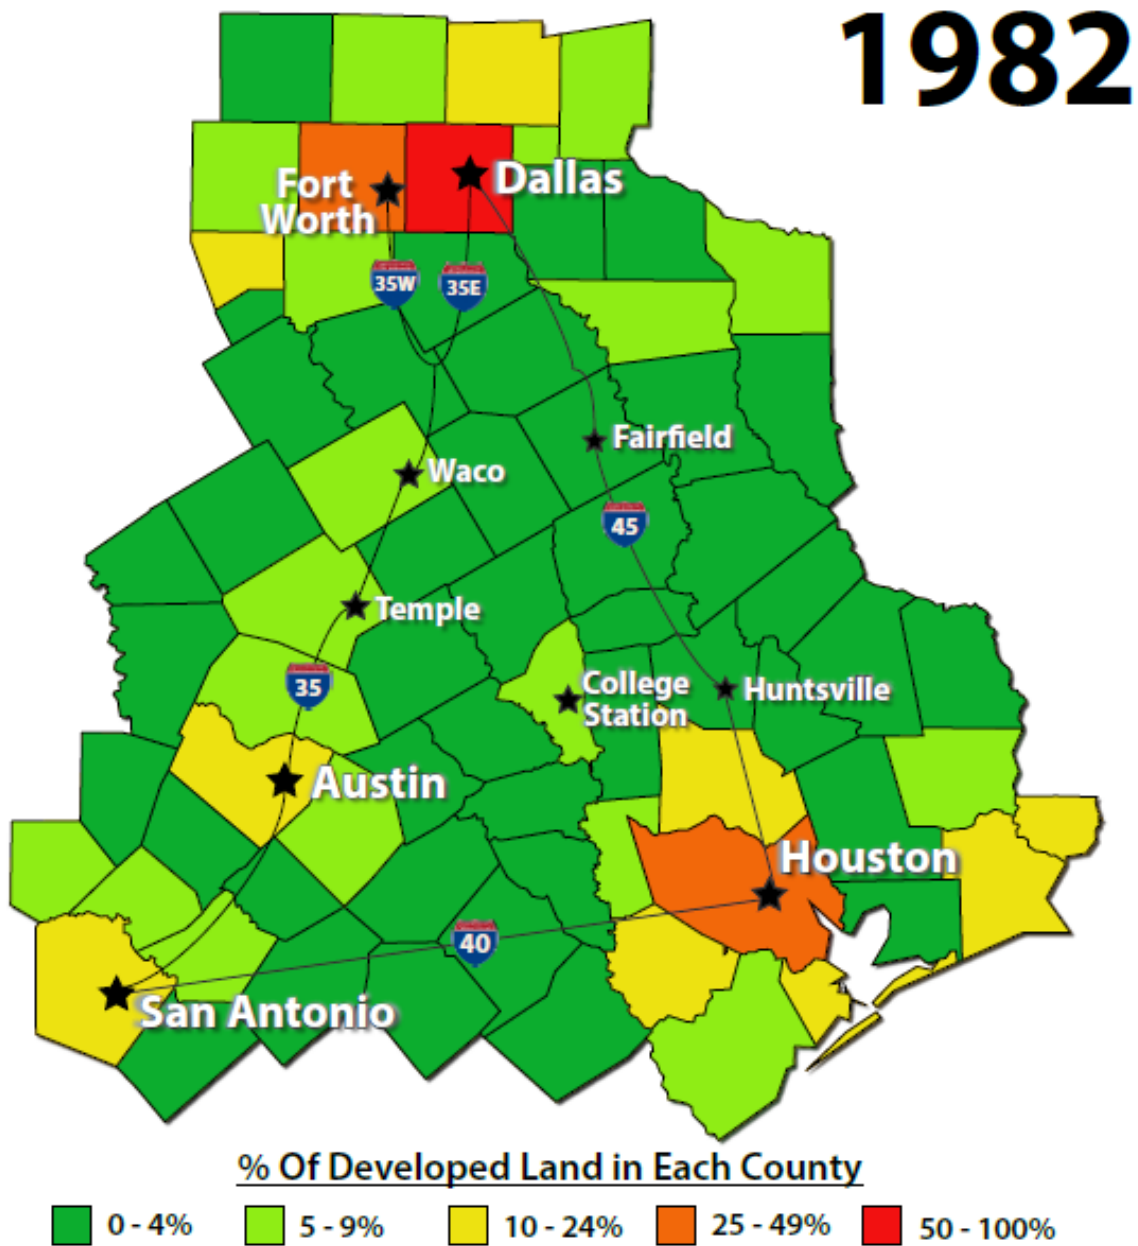 1982
Fort
Worth
Dallas
35W
35E
Fairfield
Waco
45
Temple
35
College
Station
Huntsville
Austin
Houston
40
San Antonio
% Of Developed Land in Each County
0 - 4%
5 - 9%
10 - 24%
25 - 49%
50 - 100%